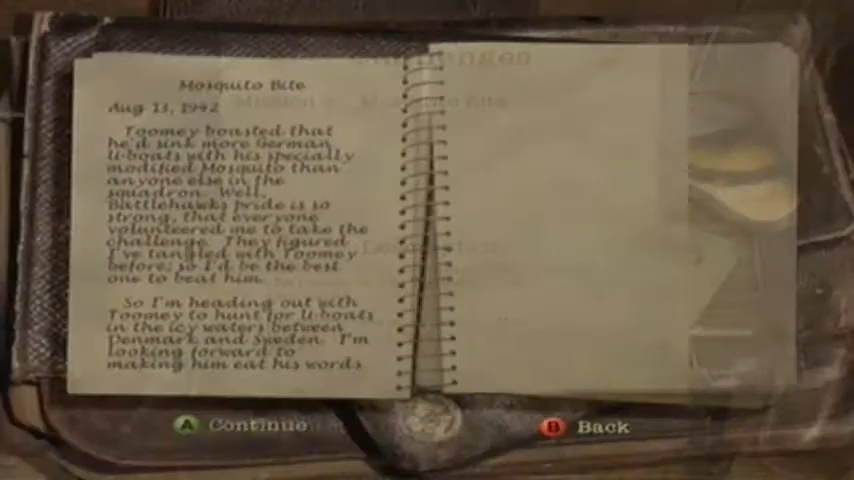 Mosquito Bite
Aug 13, 1942
Toomey boasted that
he'd sink more German
U-boats with his specially
modified Mosquito than
anyone else in the
squadron. Well,
Battlehawks pride is so
strong, that everyone
volunteered me to take the
challenge. They figured
I've tangled with Toomey
before; so I'd be the best
one to beat him.
So I'm heading out with
Toomey to hunt for U-boats
in the icy waters between
Denmark and Sweden. I'm
looking forward to
making him eat his words
A Continue
B Back